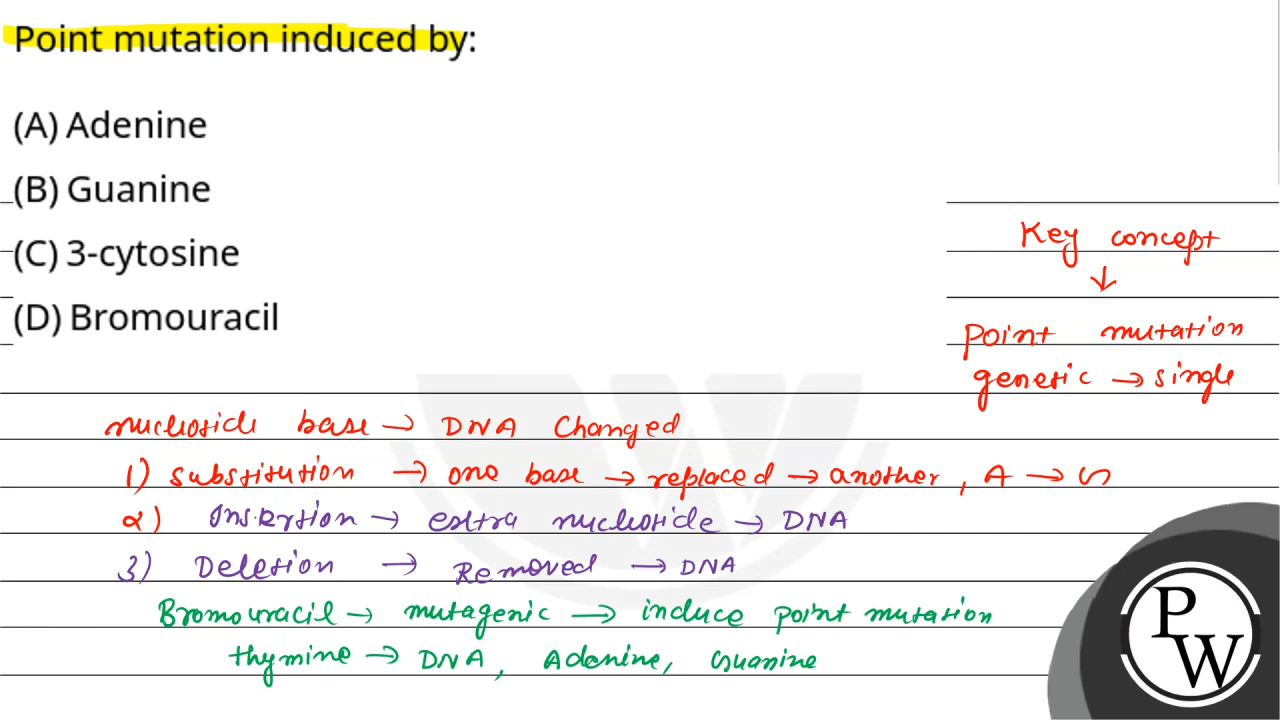 Point mutation induced by:
(A) Adenine
(B) Guanine
(C) 3-cytosine
(D) Bromouracil
Key concept
↓
Point mutation
genetic → single
nucleotide base → DNA Changed
1) Substitution → one base → replaced → another, A → G
2) Insertion → extra nucleotide → DNA
3) Deletion → Removed → DNA
Bromouracil → mutagenic → induce point mutation
thymine → DNA, Adenine, Guanine
P
W